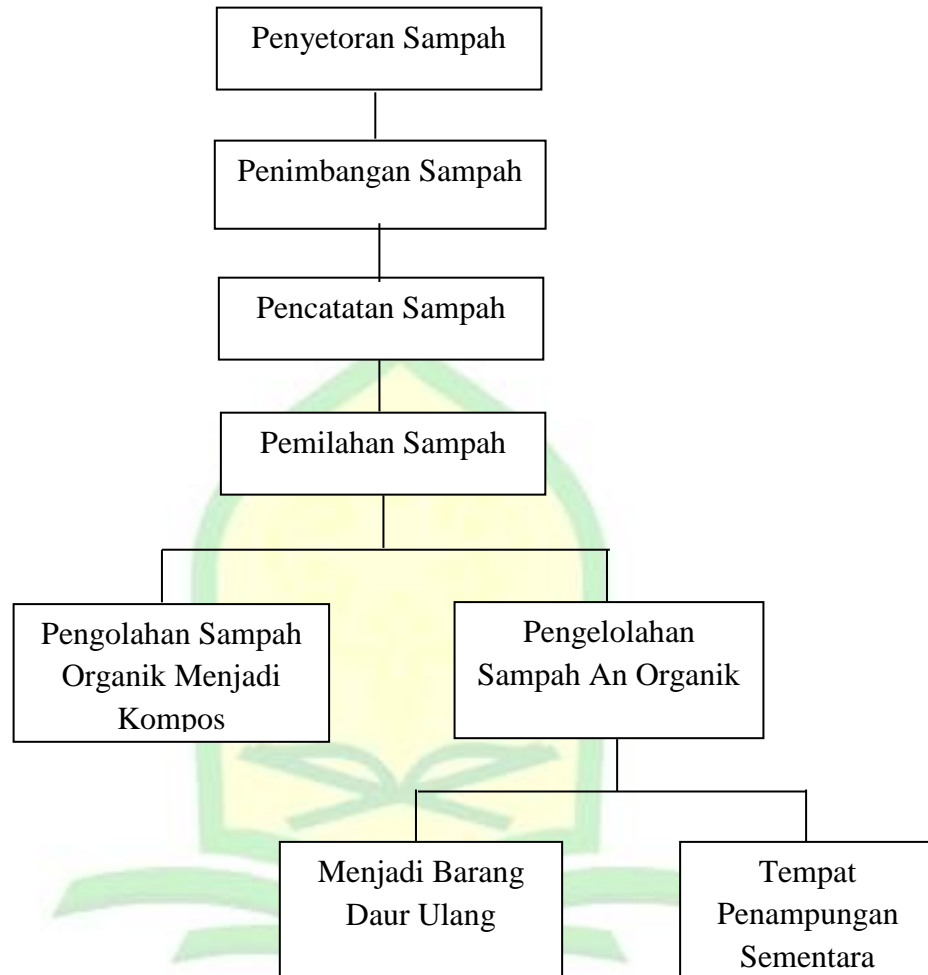 Penyetoran Sampah
Penimbangan Sampah
Pencatatan Sampah
Pemilahan Sampah
Pengolahan Sampah
Organik Menjadi
Kompos
Pengelolahan
Sampah An Organik
Menjadi Barang
Daur Ulang
Tempat
Penampungan
Sementara